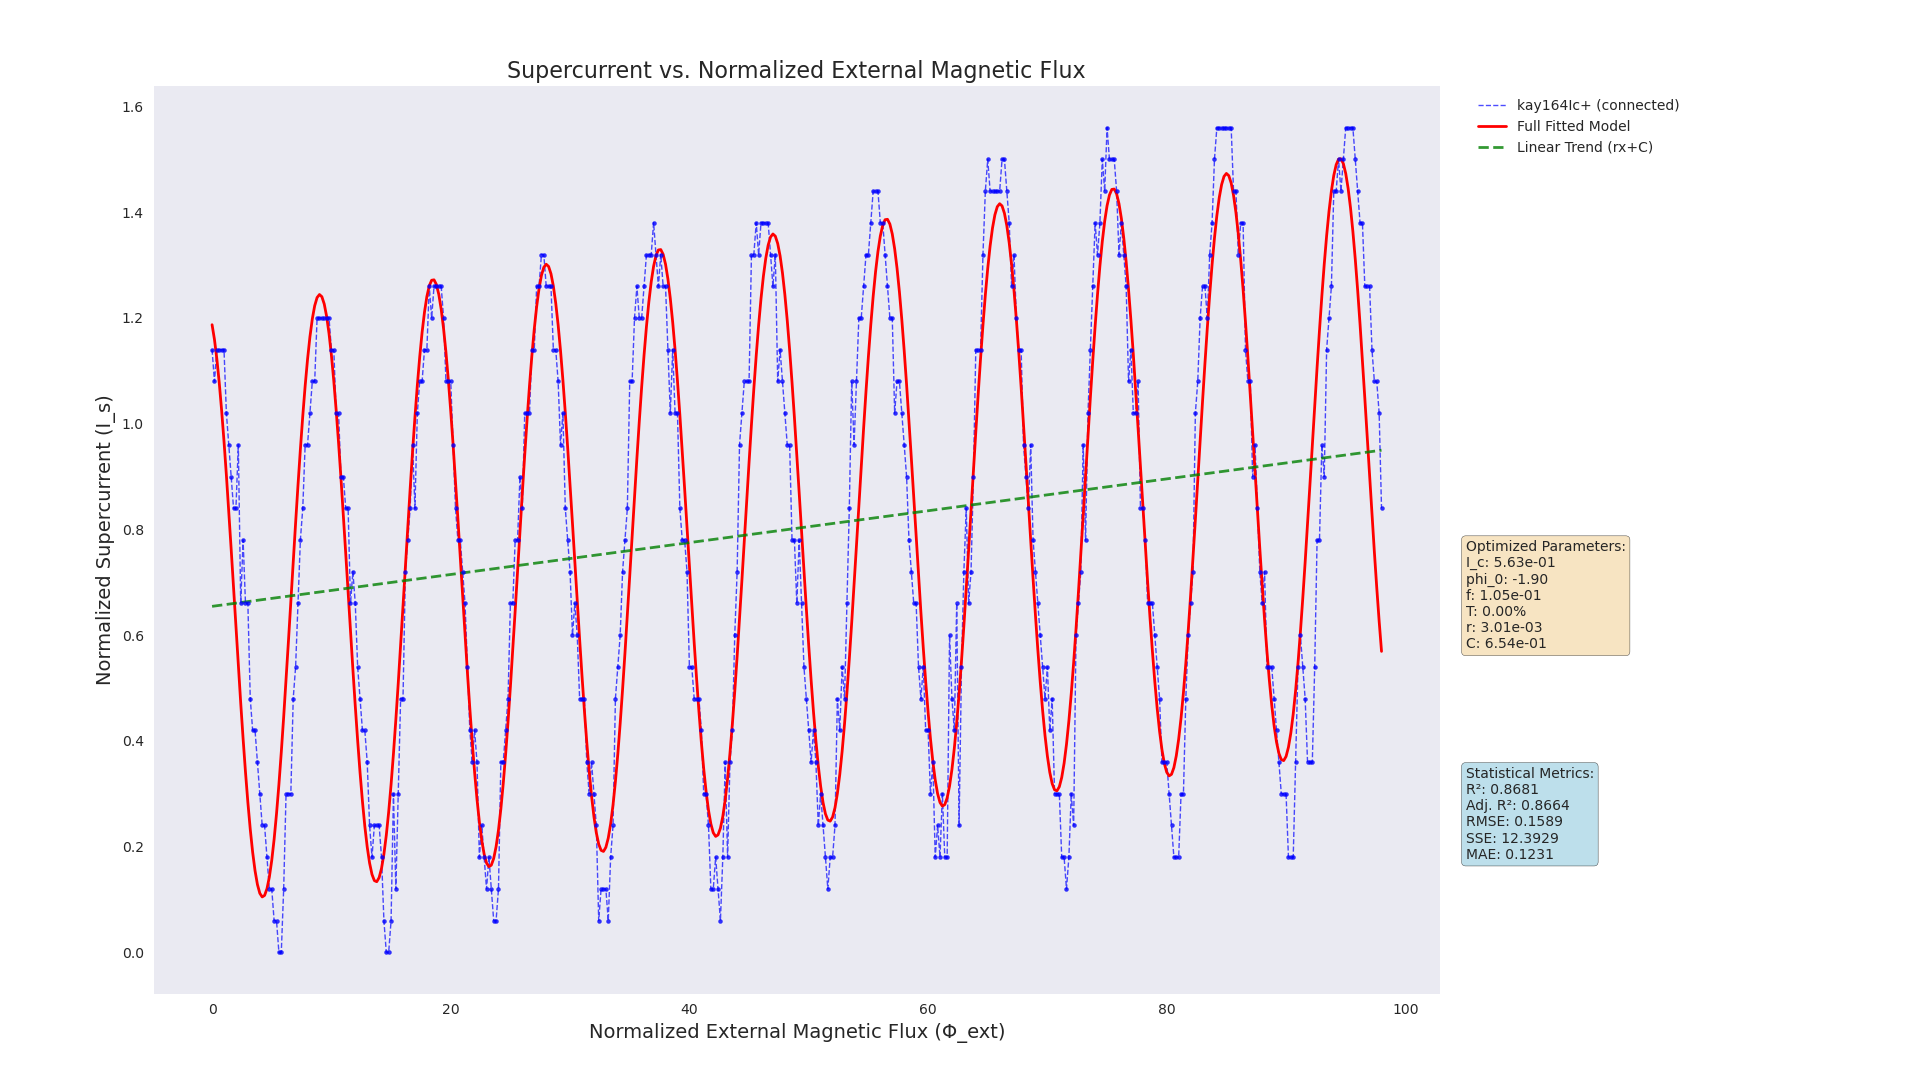 Supercurrent vs. Normalized External Magnetic Flux
1.6
1.4
1.2
1.0
0.8
0.6
0.4
0.2
0.0
Normalized Supercurrent (I_s)
0
20
40
60
80
100
Normalized External Magnetic Flux (Φ_ext)
kay164Ic+ (connected)
Full Fitted Model
Linear Trend (rx+C)
Optimized Parameters:
I_c: 5.63e-01
phi_0: -1.90
f: 1.05e-01
T: 0.00%
r: 3.01e-03
C: 6.54e-01
Statistical Metrics:
R²: 0.8681
Adj. R²: 0.8664
RMSE: 0.1589
SSE: 12.3929
MAE: 0.1231